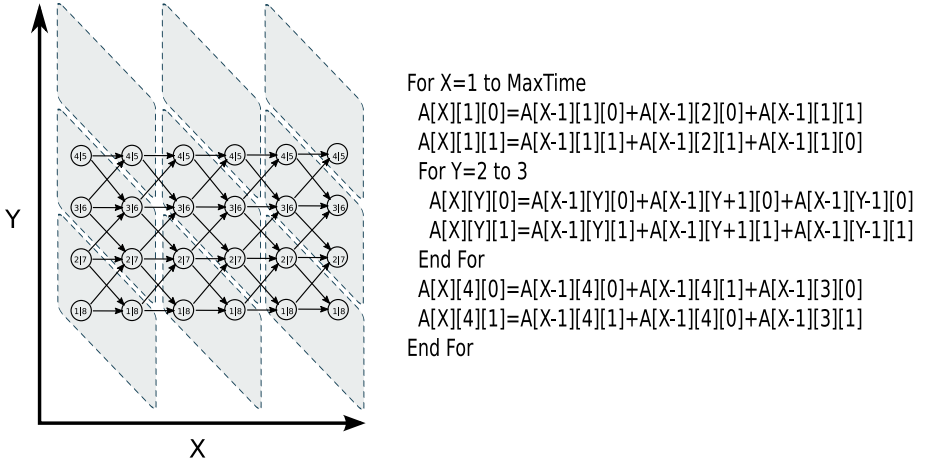 Y
4|5 4|5 4|5 4|5 4|5 4|5
3|6 3|6 3|6 3|6 3|6 3|6
2|7 2|7 2|7 2|7 2|7 2|7
1|8 1|8 1|8 1|8 1|8 1|8
X
For X=1 to MaxTime
A[X][1][0]=A[X-1][1][0]+A[X-1][2][0]+A[X-1][1][1]
A[X][1][1]=A[X-1][1][1]+A[X-1][2][1]+A[X-1][1][0]
For Y=2 to 3
A[X][Y][0]=A[X-1][Y][0]+A[X-1][Y+1][0]+A[X-1][Y-1][0]
A[X][Y][1]=A[X-1][Y][1]+A[X-1][Y+1][1]+A[X-1][Y-1][1]
End For
A[X][4][0]=A[X-1][4][0]+A[X-1][4][1]+A[X-1][3][0]
A[X][4][1]=A[X-1][4][1]+A[X-1][4][0]+A[X-1][3][1]
End For